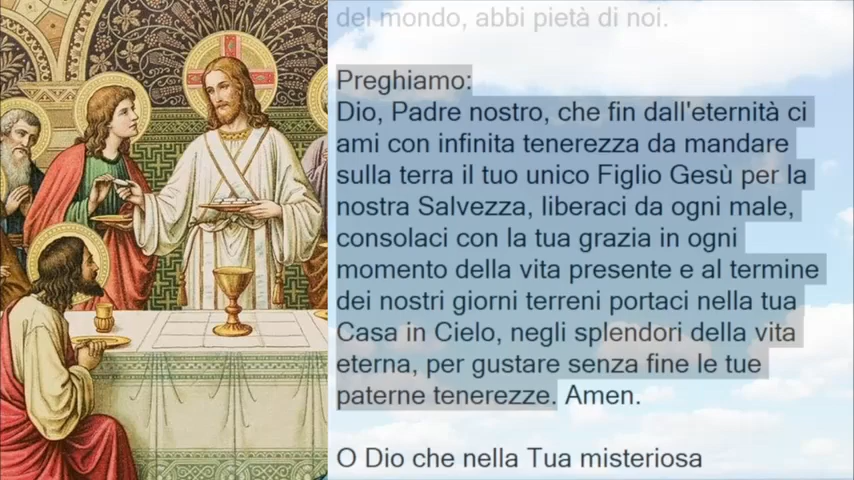 del mondo, abbi pietà di noi.
Preghiamo:
Dio, Padre nostro, che fin dall'eternità ci
ami con infinita tenerezza da mandare
sulla terra il tuo unico Figlio Gesù per la
nostra Salvezza, liberaci da ogni male,
consolaci con la tua grazia in ogni
momento della vita presente e al termine
dei nostri giorni terreni portaci nella tua
Casa in Cielo, negli splendori della vita
eterna, per gustare senza fine le tue
paterne tenerezze. Amen.
O Dio che nella Tua misteriosa